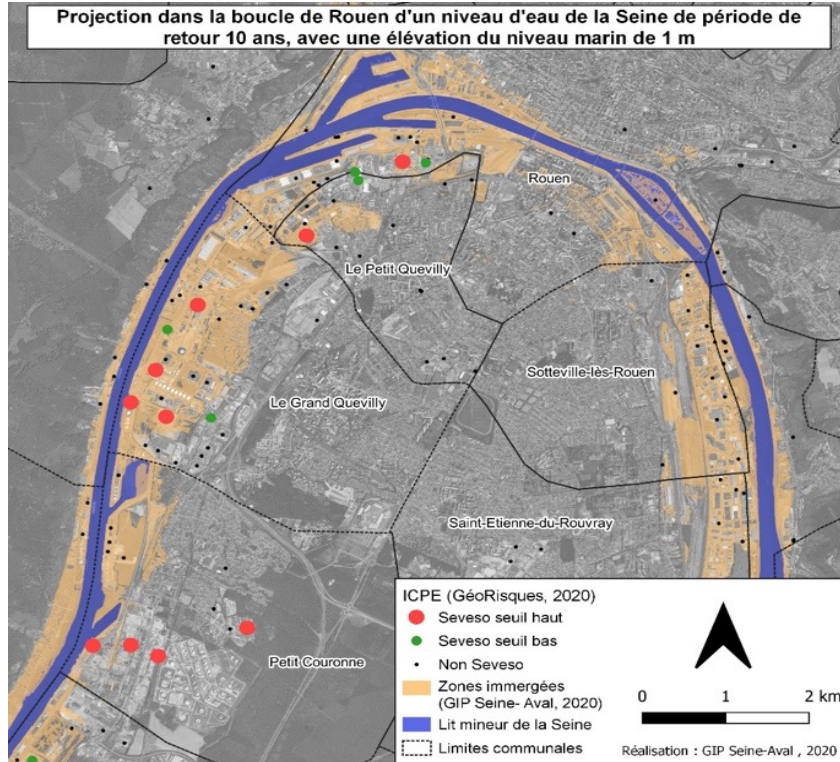 Projection dans la boucle de Rouen d'un niveau d'eau de la Seine de période de
retour 10 ans, avec une élévation du niveau marin de 1 m
Rouen
Le Petit Quevilly
Sotteville-lès-Rouen
Le Grand Quevilly
Saint-Etienne-du-Rouvray
Petit Couronne
ICPE (GéoRisques, 2020)
Seveso seuil haut
Seveso seuil bas
Non Seveso
Zones immergées
(GIP Seine- Aval, 2020)
Lit mineur de la Seine
Limites communales
0 1 2 km
Réalisation : GIP Seine-Aval , 2020